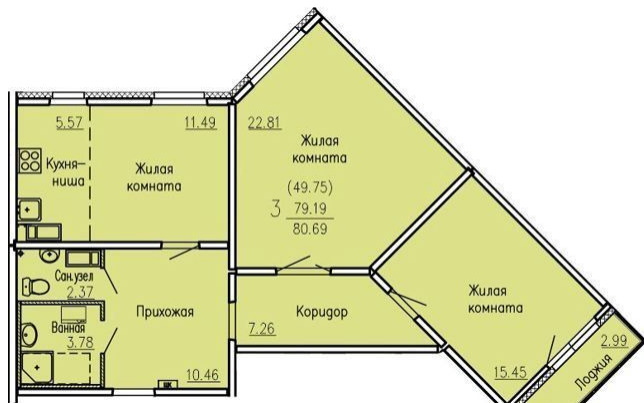 5.57
11.49
22.81
Кухня-
ниша
Жилая
комната
Жилая
комната
(49.75)
3
79.19
80.69
Сан.узел
2.37
Прихожая
Ванная
3.78
10.46
ЩК
Коридор
7.26
Жилая
комната
15.45
2.99
Лоджия